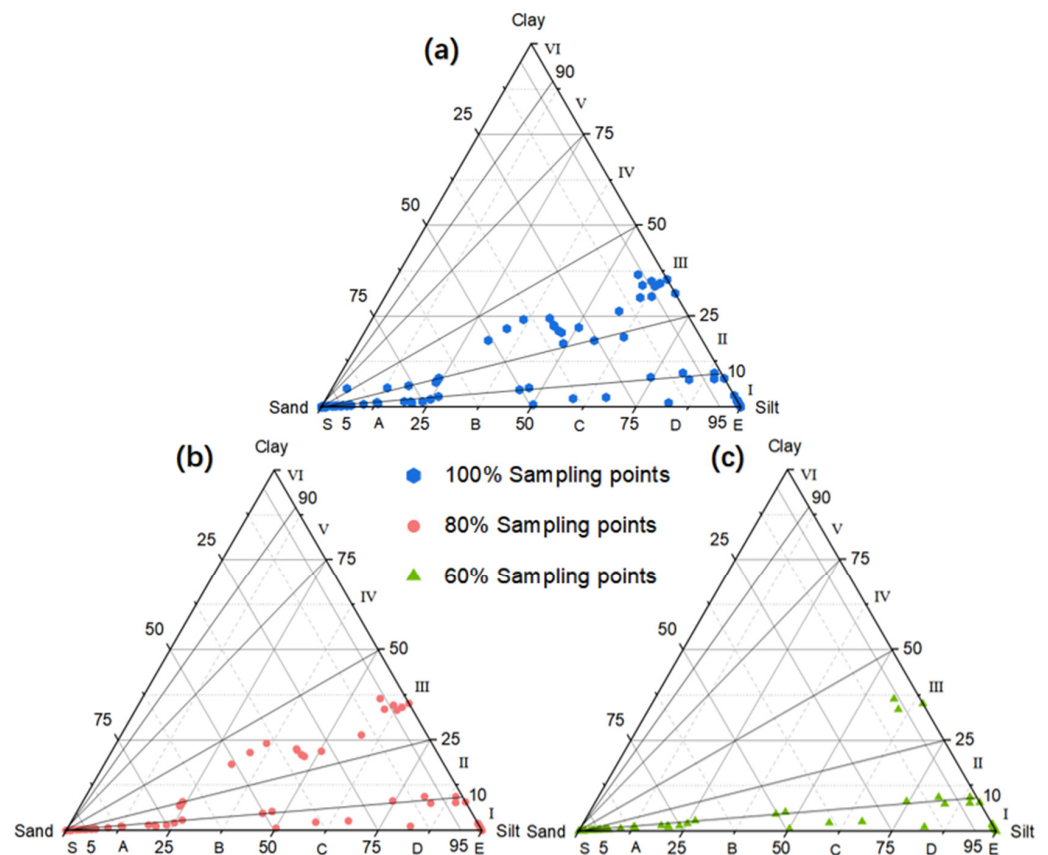 Clay
(a)
VI
90
V
25
75
IV
50
50
III
75
25
II
10
I
Sand
Silt
S 5 A 25 B 50 C 75 D 95 E
(b)
Clay
VI
90
V
25
75
IV
50
50
III
75
25
II
10
I
Sand
Silt
S 5 A 25 B 50 C 75 D 95 E
100% Sampling points
80% Sampling points
60% Sampling points
(c)
Clay
VI
90
V
25
75
IV
50
50
III
75
25
II
10
I
Sand
Silt
S 5 A 25 B 50 C 75 D 95 E